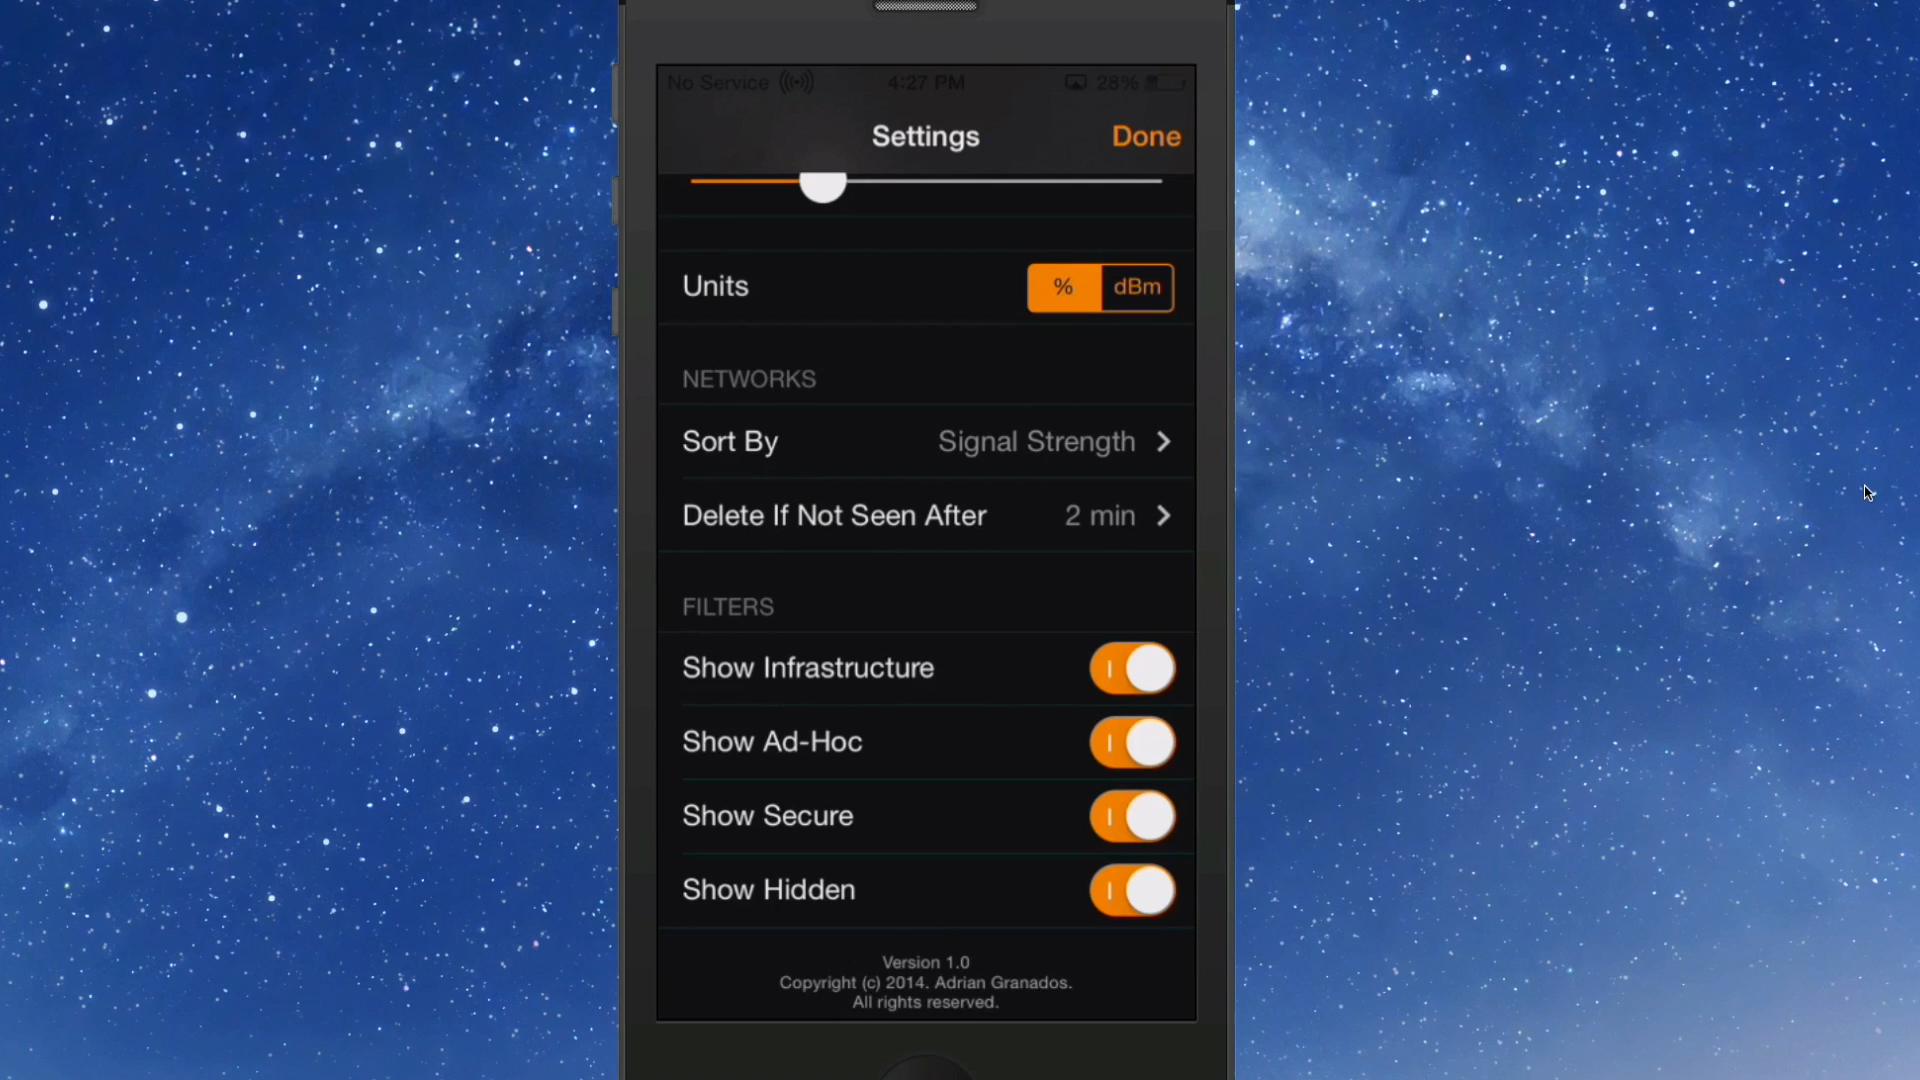 No Service 4:27 PM 28%
Settings Done
Units % dBm
NETWORKS
Sort By Signal Strength
Delete If Not Seen After 2 min
FILTERS
Show Infrastructure
Show Ad-Hoc
Show Secure
Show Hidden
Version 1.0
Copyright (c) 2014. Adrian Granados.
All rights reserved.